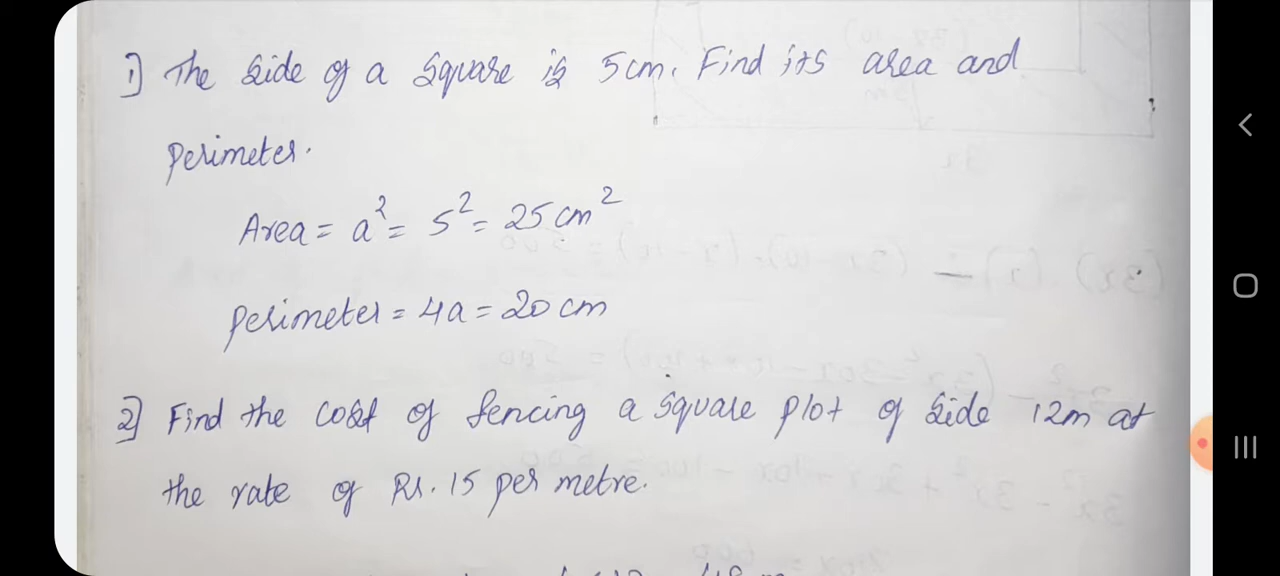 1] The side of a square is 5cm. Find its area and
perimeter.
Area = a² = 5² = 25 cm²
perimeter = 4a = 20 cm
2] Find the cost of fencing a square plot of side 12m at
the rate of Rs. 15 per metre.